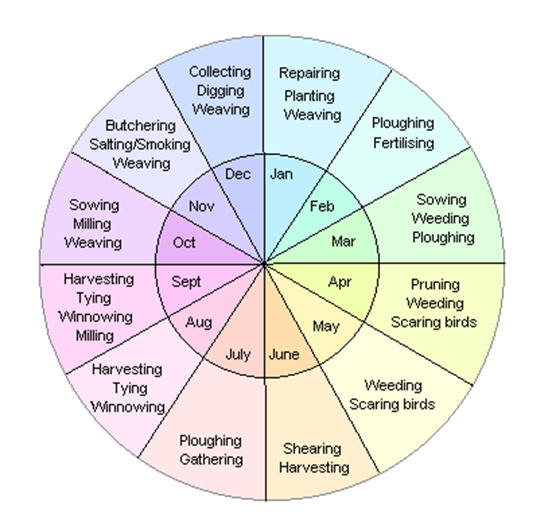 Jan
Repairing
Planting
Weaving
Feb
Ploughing
Fertilising
Mar
Sowing
Weeding
Ploughing
Apr
Pruning
Weeding
Scaring birds
May
Weeding
Scaring birds
June
Shearing
Harvesting
July
Ploughing
Gathering
Aug
Harvesting
Tying
Winnowing
Sept
Harvesting
Tying
Winnowing
Milling
Oct
Sowing
Milling
Weaving
Nov
Butchering
Salting/Smoking
Weaving
Dec
Collecting
Digging
Weaving